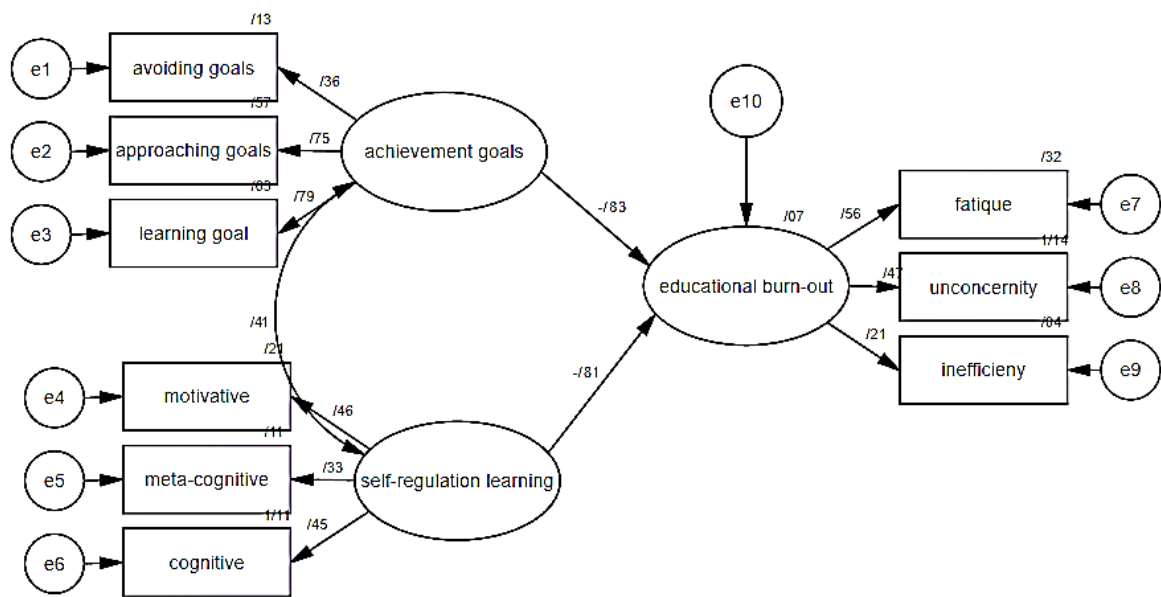 /13
e1
avoiding goals
/36
/57
e2
approaching goals
/75
achievement goals
e3
learning goal
/79
/41
/21
e4
motivative
/46
/11
e5
meta-cognitive
/33
self-regulation learning
1/11
e6
cognitive
/45
-/83
-/81
e10
/07
educational burn-out
/32
/56
fatique
e7
1/14
/47
unconcernity
e8
/04
/21
inefficieny
e9